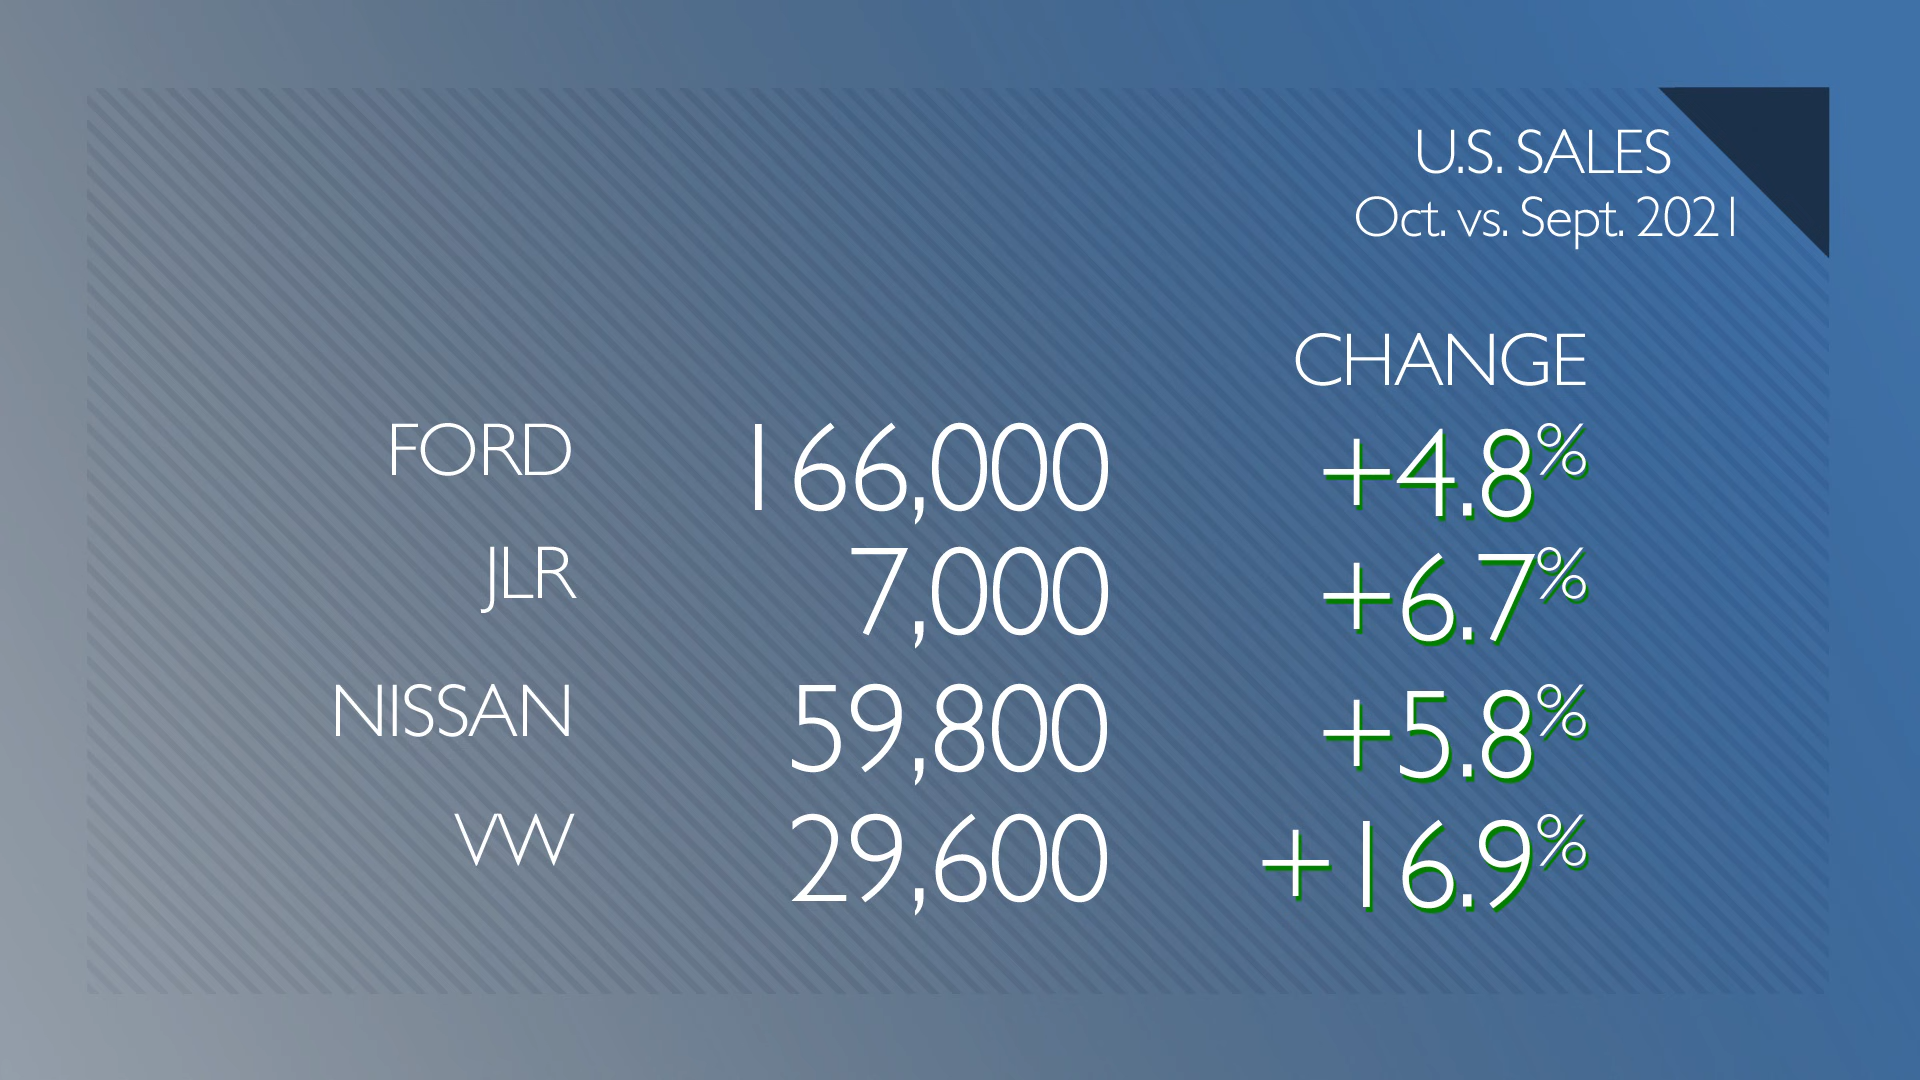 U.S. SALES
Oct. vs. Sept. 2021
CHANGE
FORD 166,000 +4.8%
JLR 7,000 +6.7%
NISSAN 59,800 +5.8%
VW 29,600 +16.9%